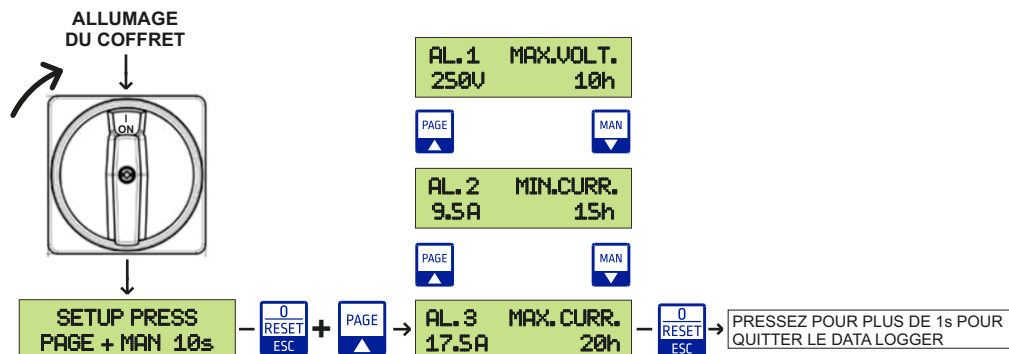 ALLUMAGE
DU COFFRET
I
ON
SETUP PRESS
PAGE + MAN 10s
–
0
RESET
ESC
+
PAGE
AL.1 MAX.VOLT.
250V 10h
PAGE
MAN
AL.2 MIN.CURR.
9.5A 15h
PAGE
MAN
AL.3 MAX.CURR.
17.5A 20h
–
0
RESET
ESC
PRESSEZ POUR PLUS DE 1s POUR
QUITTER LE DATA LOGGER